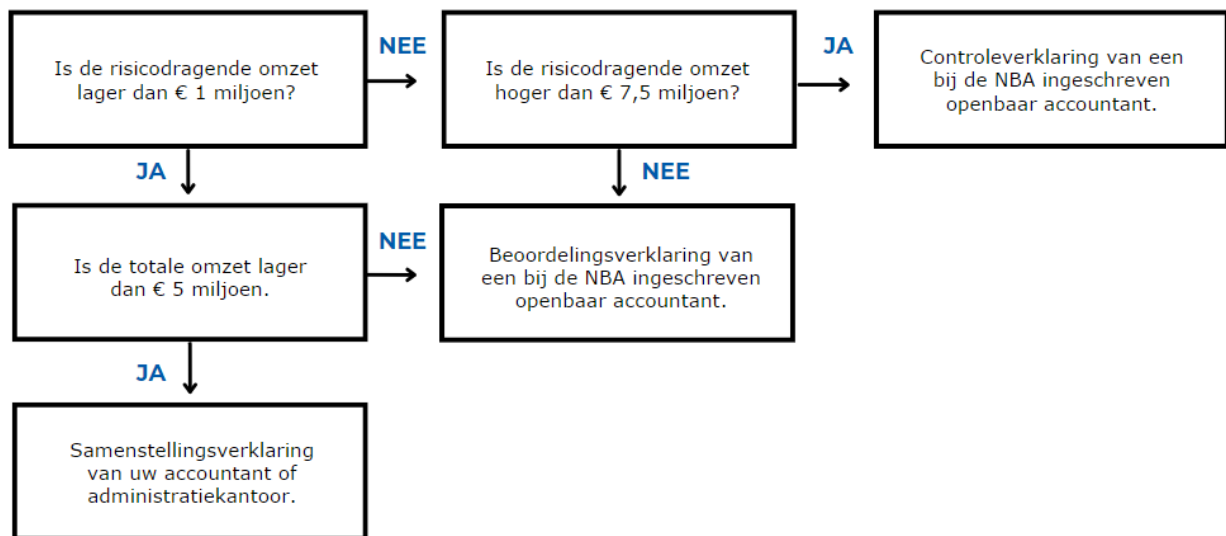 Is de risicodragende omzet
lager dan € 1 miljoen?
NEE
Is de risicodragende omzet
hoger dan € 7,5 miljoen?
JA
Controleverklaring van een
bij de NBA ingeschreven
openbaar accountant.
JA
NEE
Is de totale omzet lager
dan € 5 miljoen.
NEE
Beoordelingsverklaring van
een bij de NBA ingeschreven
openbaar accountant.
JA
Samenstellingsverklaring
van uw accountant of
administratiekantoor.